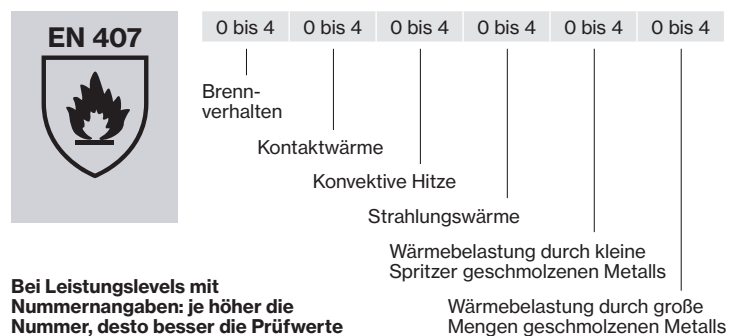 EN 407
0 bis 4 0 bis 4 0 bis 4 0 bis 4 0 bis 4 0 bis 4
Brenn-
verhalten
Kontaktwärme
Konvektive Hitze
Strahlungswärme
Wärmebelastung durch kleine
Spritzer geschmolzenen Metalls
Wärmebelastung durch große
Mengen geschmolzenen Metalls
Bei Leistungslevels mit
Nummernangaben: je höher die
Nummer, desto besser die Prüfwerte